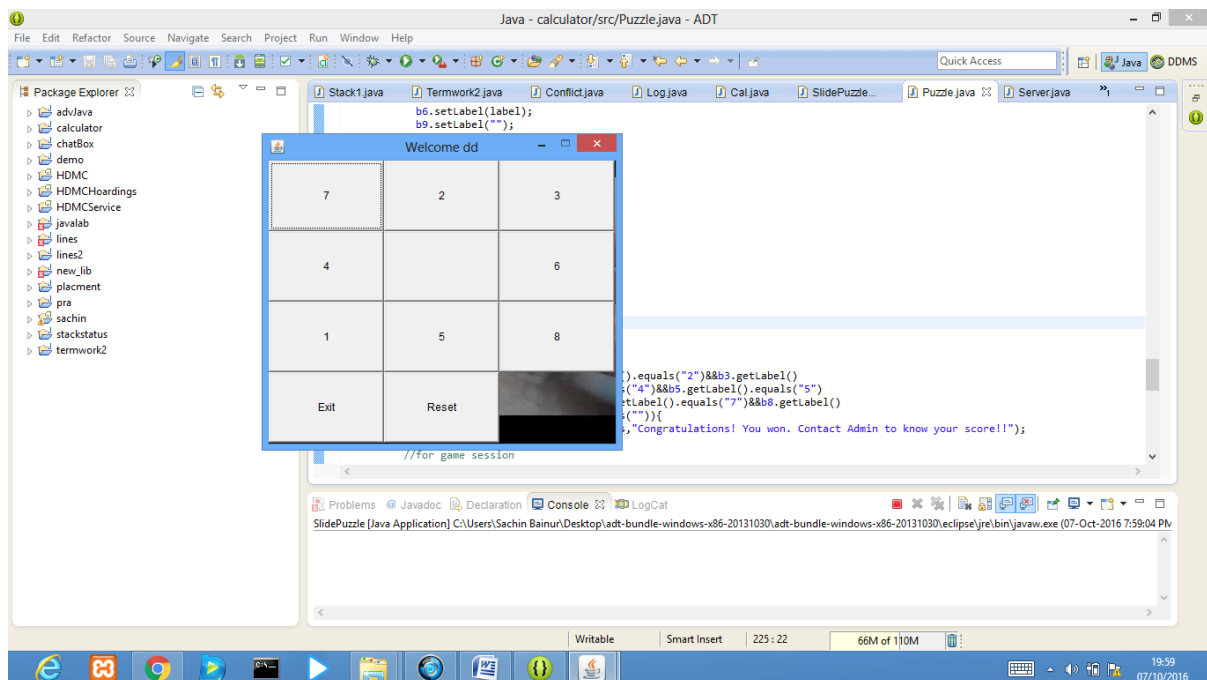 Java - calculator/src/Puzzle.java - ADT
File Edit Refactor Source Navigate Search Project Run Window Help
Quick Access Java DDMS
Package Explorer
advJava
calculator
chatBox
demo
HDMC
HDMCHoardings
HDMCService
javalab
lines
lines2
new_lib
placment
pra
sachin
stackstatus
termwork2
Stack1.java Termwork2.java Conflict.java Log.java Cal.java SlidePuzzle... Puzzle.java Server.java »1
b6.setLabel(label);
b9.setLabel("");
Welcome dd
7 2 3
4 6
1 5 8
Exit Reset
().equals("2")&&b3.getLabel()
("4")&&b5.getLabel().equals("5")
etLabel().equals("7")&&b8.getLabel()
("")){
,"Congratulations! You won. Contact Admin to know your score!!");
//for game session
Problems @ Javadoc Declaration Console LogCat
SlidePuzzle [Java Application] C:\Users\Sachin Bainur\Desktop\adt-bundle-windows-x86-20131030\adt-bundle-windows-x86-20131030\eclipse\jre\bin\javaw.exe (07-Oct-2016 7:59:04 PM
Writable Smart Insert 225 : 22 66M of 110M
19:59
07/10/2016